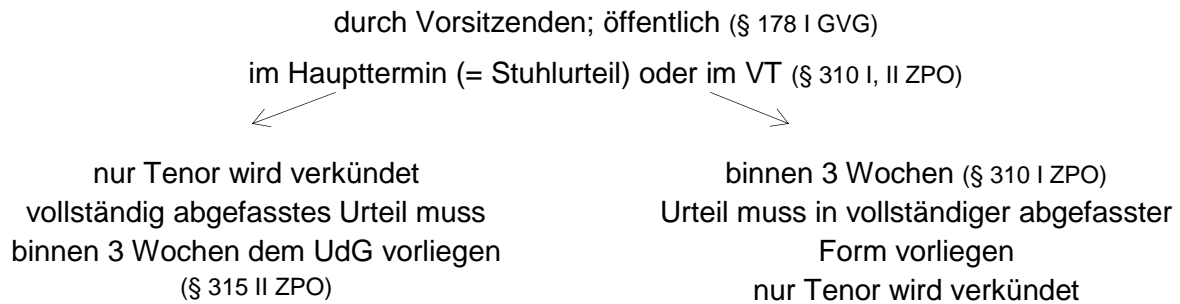 durch Vorsitzenden; öffentlich (§ 178 I GVG)
im Haupttermin (= Stuhlurteil) oder im VT (§ 310 I, II ZPO)
nur Tenor wird verkündet
vollständig abgefasstes Urteil muss
binnen 3 Wochen dem UdG vorliegen
(§ 315 II ZPO)
binnen 3 Wochen (§ 310 I ZPO)
Urteil muss in vollständiger abgefasster
Form vorliegen
nur Tenor wird verkündet